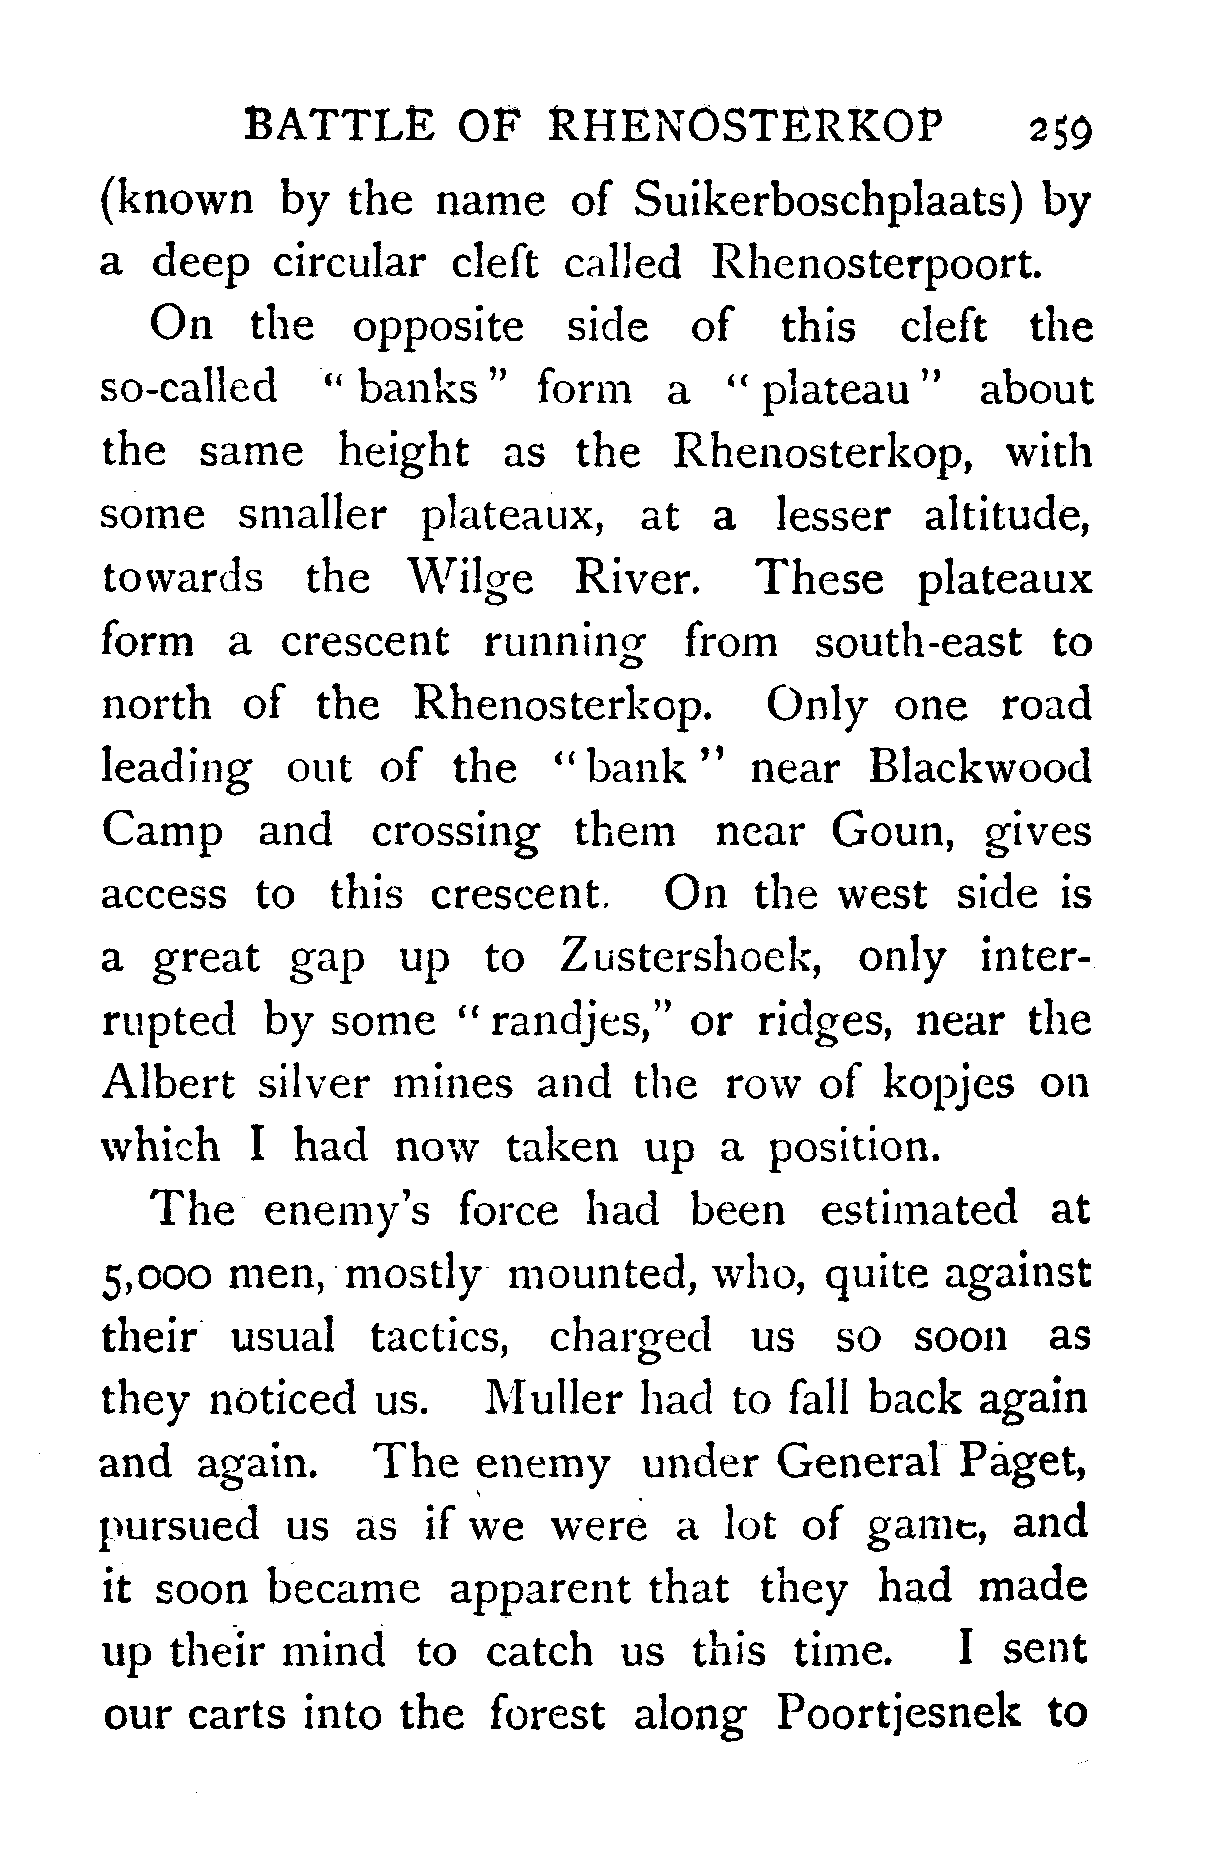 BATTLE OF RHENOSTERKOP 259
(known by the name of Suikerboschplaats) by
a deep circular cleft called Rhenosterpoort.
On the opposite side of this cleft the
so-called " banks " form a " plateau " about
the same height as the Rhenosterkop, with
some smaller plateaux, at a lesser altitude,
towards the Wilge River. These plateaux
form a crescent running from south-east to
north of the Rhenosterkop. Only one road
leading out of the " bank " near Blackwood
Camp and crossing them near Goun, gives
access to this crescent. On the west side is
a great gap up to Zustershoek, only inter-
rupted by some " randjes," or ridges, near the
Albert silver mines and the row of kopjes on
which I had now taken up a position.
The enemy's force had been estimated at
5,000 men, mostly mounted, who, quite against
their usual tactics, charged us so soon as
they noticed us. Muller had to fall back again
and again. The enemy under General Paget,
pursued us as if we were a lot of game, and
it soon became apparent that they had made
up their mind to catch us this time. I sent
our carts into the forest along Poortjesnek to